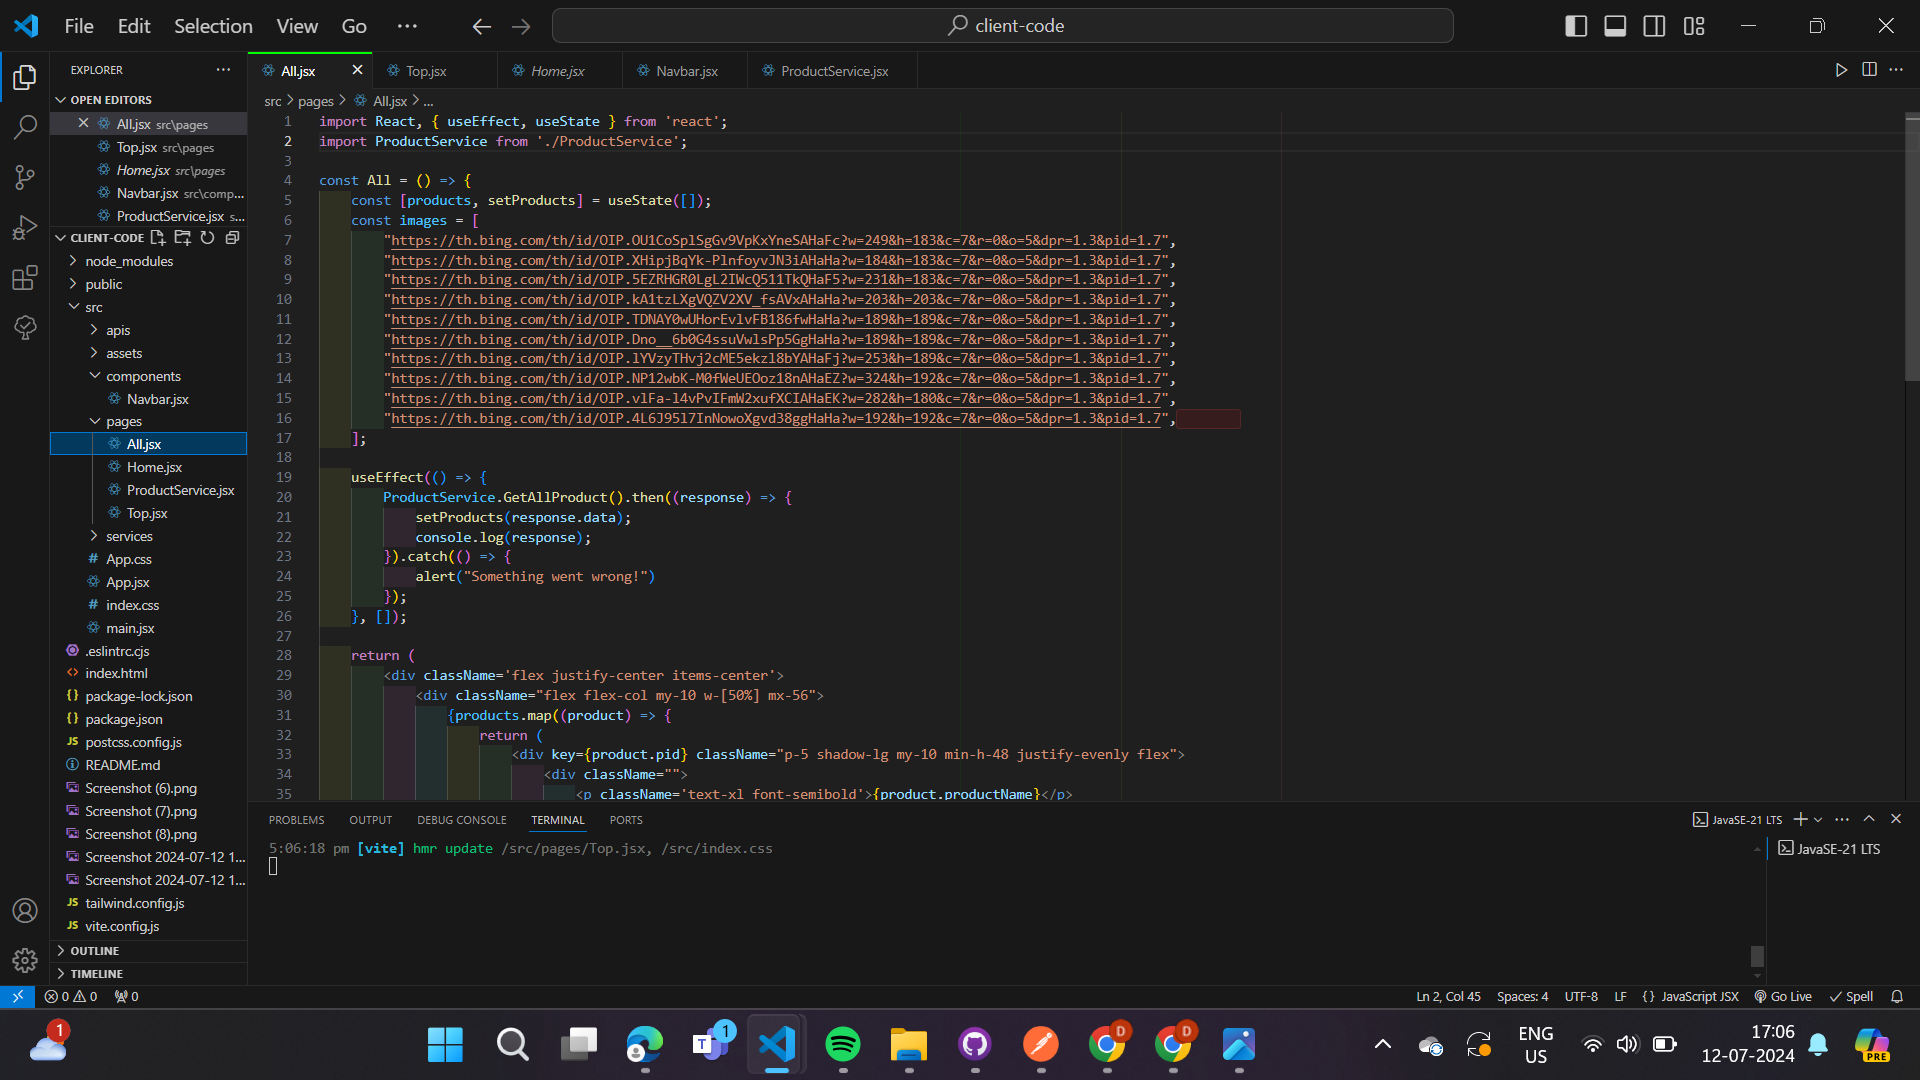 File Edit Selection View Go ··· client-code
EXPLORER ···
OPEN EDITORS
All.jsx src\pages
Top.jsx src\pages
Home.jsx src\pages
Navbar.jsx src\comp...
ProductService.jsx s...
CLIENT-CODE
node_modules
public
src
apis
assets
components
Navbar.jsx
pages
All.jsx
Home.jsx
ProductService.jsx
Top.jsx
services
# App.css
App.jsx
# index.css
main.jsx
.eslintrc.cjs
<> index.html
{} package-lock.json
{} package.json
JS postcss.config.js
README.md
Screenshot (6).png
Screenshot (7).png
Screenshot (8).png
Screenshot 2024-07-12 1...
Screenshot 2024-07-12 1...
JS tailwind.config.js
JS vite.config.js
OUTLINE
TIMELINE
All.jsx Top.jsx Home.jsx Navbar.jsx ProductService.jsx ···
src > pages > All.jsx > ...
1 import React, { useEffect, useState } from 'react';
2 import ProductService from './ProductService';
3
4 const All = () => {
5 const [products, setProducts] = useState([]);
6 const images = [
7 "https://th.bing.com/th/id/OIP.OU1CoSplSgGv9VpKxYneSAHaFc?w=249&h=183&c=7&r=0&o=5&dpr=1.3&pid=1.7",
8 "https://th.bing.com/th/id/OIP.XHipjBqYk-PlnfoyvJN3iAHaHa?w=184&h=183&c=7&r=0&o=5&dpr=1.3&pid=1.7",
9 "https://th.bing.com/th/id/OIP.5EZRHGR0LgL2IWcQ511TkQHaF5?w=231&h=183&c=7&r=0&o=5&dpr=1.3&pid=1.7",
10 "https://th.bing.com/th/id/OIP.kA1tzLXgVQZV2XV_fsAVxAHaHa?w=203&h=203&c=7&r=0&o=5&dpr=1.3&pid=1.7",
11 "https://th.bing.com/th/id/OIP.TDNAY0wUHorEvlvFB186fwHaHa?w=189&h=189&c=7&r=0&o=5&dpr=1.3&pid=1.7",
12 "https://th.bing.com/th/id/OIP.Dno__6b0G4ssuVwlsPp5GgHaHa?w=189&h=189&c=7&r=0&o=5&dpr=1.3&pid=1.7",
13 "https://th.bing.com/th/id/OIP.lYVzyTHvj2cME5ekzl8bYAHaFj?w=253&h=189&c=7&r=0&o=5&dpr=1.3&pid=1.7",
14 "https://th.bing.com/th/id/OIP.NP12wbK-M0fWeUEOoz18nAHaEZ?w=324&h=192&c=7&r=0&o=5&dpr=1.3&pid=1.7",
15 "https://th.bing.com/th/id/OIP.vlFa-l4vPvIFmW2xufXCIAHaEK?w=282&h=180&c=7&r=0&o=5&dpr=1.3&pid=1.7",
16 "https://th.bing.com/th/id/OIP.4L6J95l7InNowoXgvd38ggHaHa?w=192&h=192&c=7&r=0&o=5&dpr=1.3&pid=1.7",
17 ];
18
19 useEffect(() => {
20 ProductService.GetAllProduct().then((response) => {
21 setProducts(response.data);
22 console.log(response);
23 }).catch(() => {
24 alert("Something went wrong!")
25 });
26 }, []);
27
28 return (
29 <div className='flex justify-center items-center'>
30 <div className="flex flex-col my-10 w-[50%] mx-56">
31 {products.map((product) => {
32 return (
33 <div key={product.pid} className="p-5 shadow-lg my-10 min-h-48 justify-evenly flex">
34 <div className="">
35 <p className='text-xl font-semibold'>{product.productName}</p>
PROBLEMS OUTPUT DEBUG CONSOLE TERMINAL PORTS JavaSE-21 LTS
5:06:18 pm [vite] hmr update /src/pages/Top.jsx, /src/index.css
JavaSE-21 LTS
0 0 0 Ln 2, Col 45 Spaces: 4 UTF-8 LF {} JavaScript JSX Go Live Spell
1 T 1 D D ENG US 17:06 12-07-2024 PRE